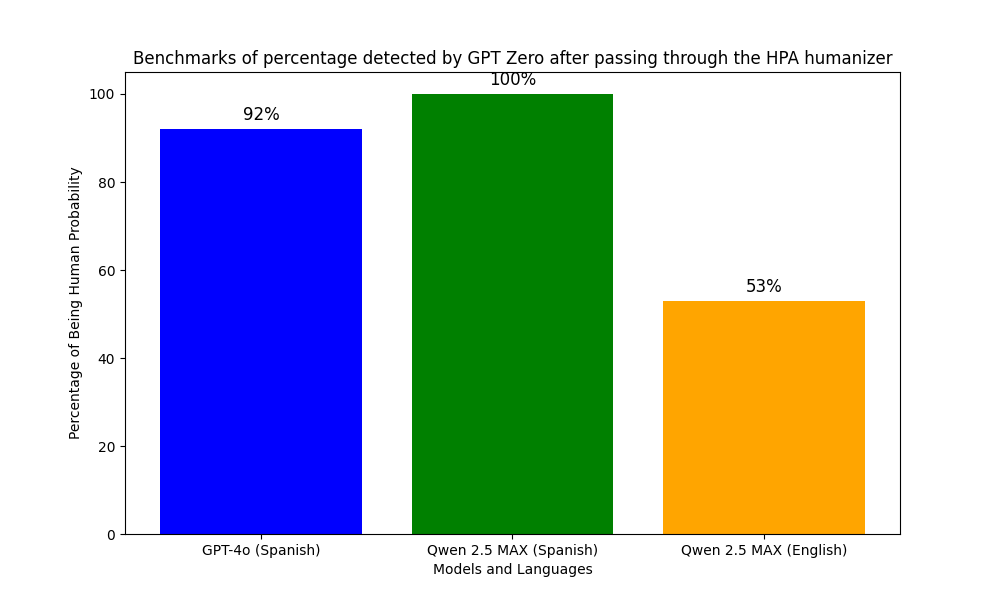 Benchmarks of percentage detected by GPT Zero after passing through the HPA humanizer
Percentage of Being Human Probability
100
80
60
40
20
0
92%
100%
53%
GPT-4o (Spanish)
Qwen 2.5 MAX (Spanish)
Qwen 2.5 MAX (English)
Models and Languages